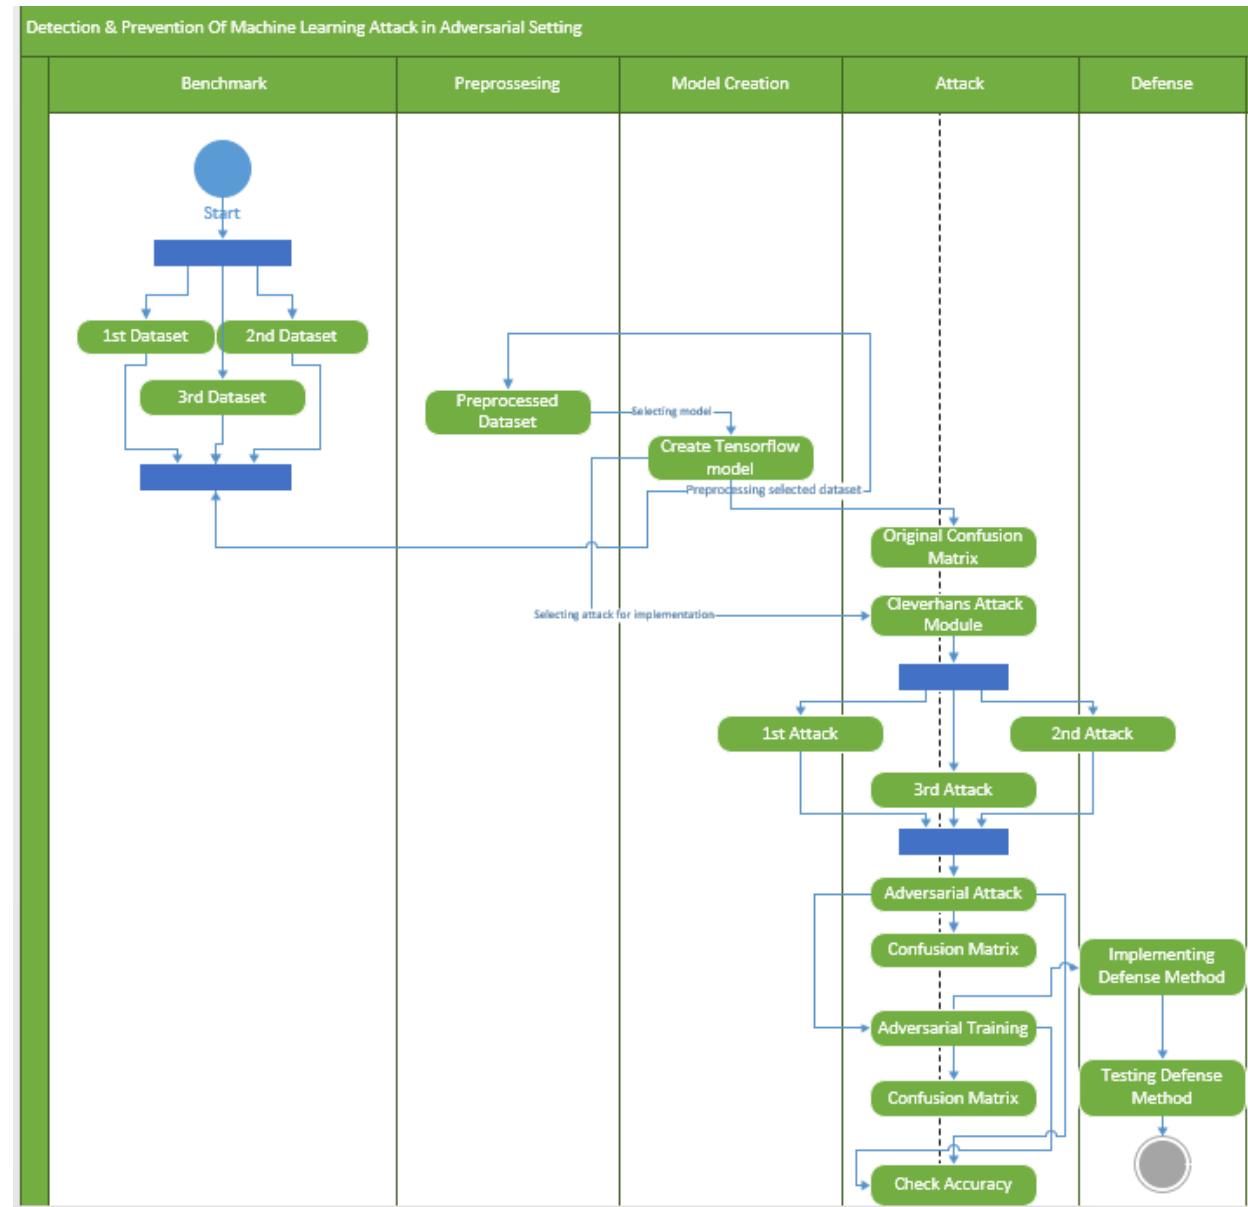 Detection & Prevention Of Machine Learning Attack in Adversarial Setting
Benchmark
Preprossesing
Model Creation
Attack
Defense
Start
1st Dataset
2nd Dataset
3rd Dataset
Preprocessed
Dataset
Selecting model
Create Tensorflow
model
Preprocessing selected dataset
Original Confusion
Matrix
Cleverhans Attack
Module
Selecting attack for implementation
1st Attack
2nd Attack
3rd Attack
Adversarial Attack
Confusion Matrix
Implementing
Defense Method
Adversarial Training
Testing Defense
Method
Confusion Matrix
Check Accuracy